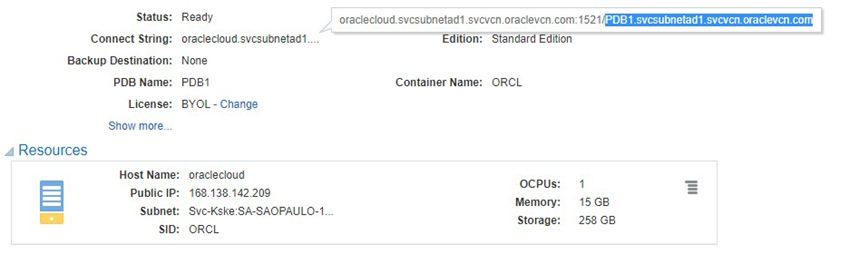 Status: Ready
oraclecloud.svcsubnetad1.svcvcn.oraclevcn.com:1521/PDB1.svcsubnetad1.svcvcn.oraclevcn.com
Connect String: oraclecloud.svcsubnetad1.... Edition: Standard Edition
Backup Destination: None
PDB Name: PDB1 Container Name: ORCL
License: BYOL - Change
Show more...
Resources
Host Name: oraclecloud
Public IP: 168.138.142.209
Subnet: Svc-Kske:SA-SAOPAULO-1...
SID: ORCL
OCPUs: 1
Memory: 15 GB
Storage: 258 GB